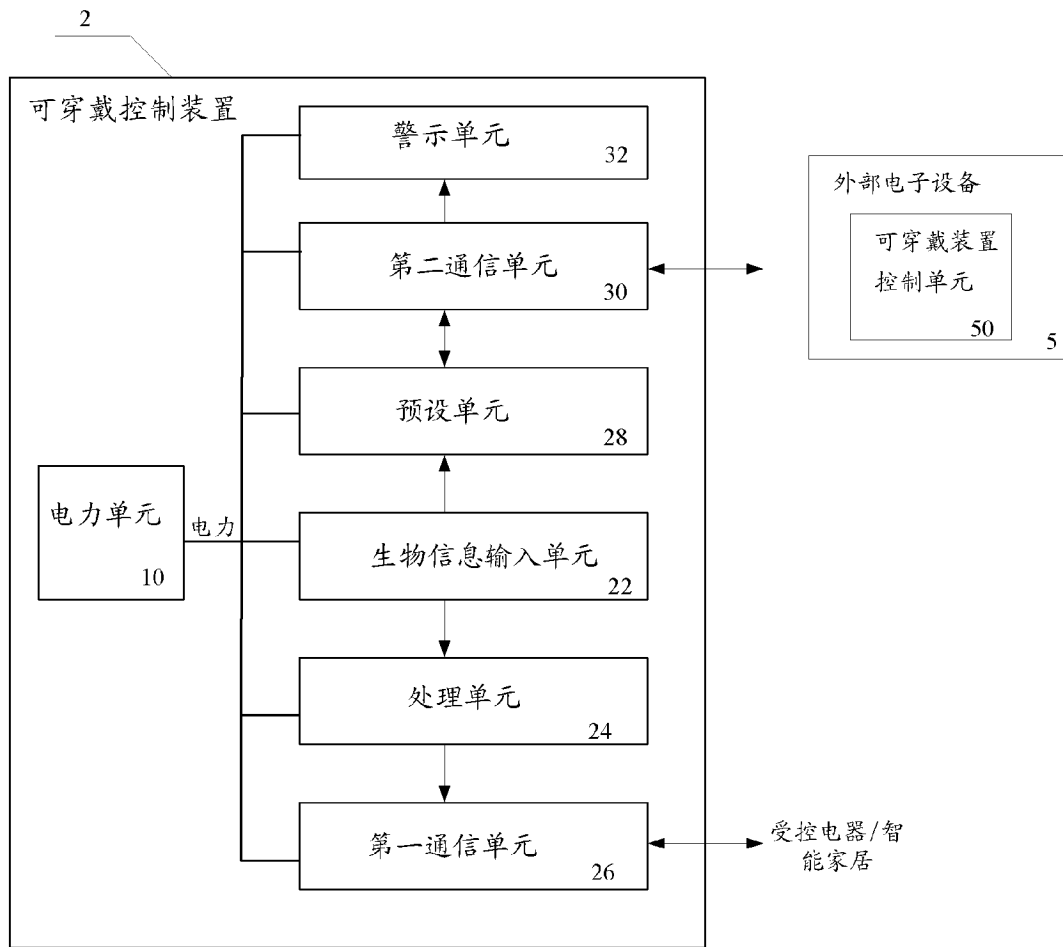 2
可穿戴控制装置
警示单元
32
第二通信单元
30
预设单元
28
电力单元
10
电力
生物信息输入单元
22
处理单元
24
第一通信单元
26
外部电子设备
可穿戴装置
控制单元
50
5
受控电器/智
能家居